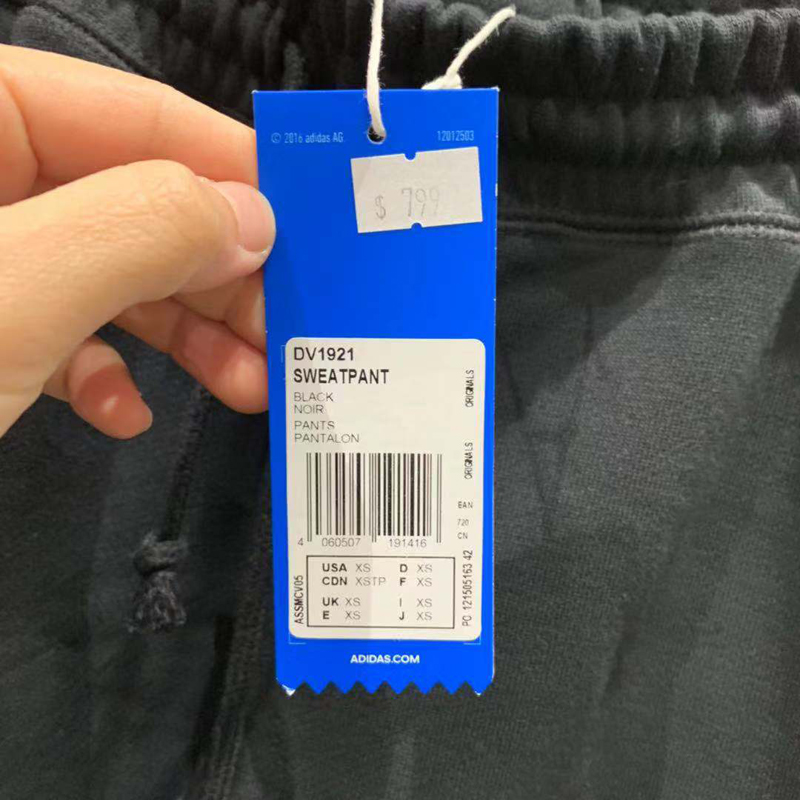 © 2016 adidas AG.
12012503
$ 799
DV1921
SWEATPANT
BLACK
NOIR
PANTS
PANTALON
ORIGINALS
ORIGINALS
EAN
720
CN
4 060507 191416
USA XS D XS
CDN XSTP F XS
UK XS I XS
E XS J XS
ASSMCV05
PO 121505163 42
ADIDAS.COM